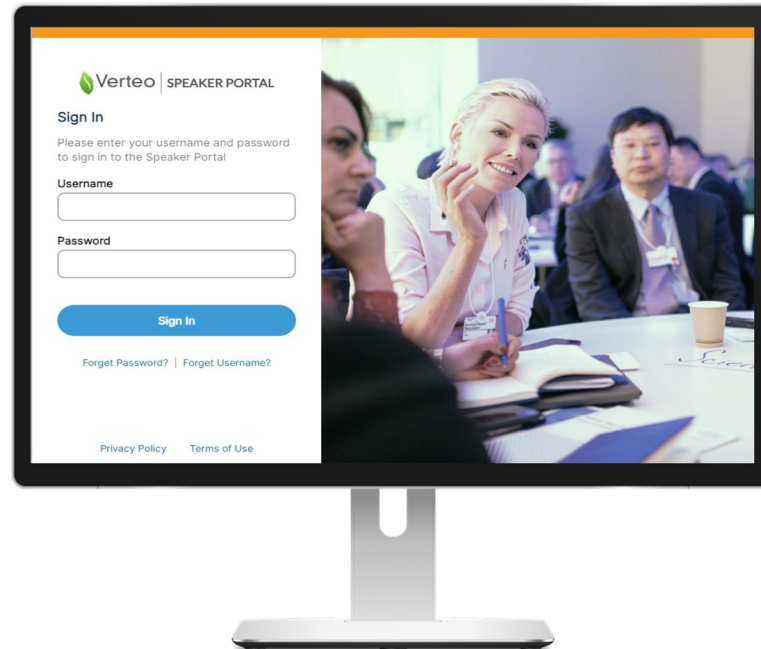 Verteo | SPEAKER PORTAL
Sign In
Please enter your username and password
to sign in to the Speaker Portal
Username
Password
Sign In
Forget Password? | Forget Username?
Privacy Policy Terms of Use